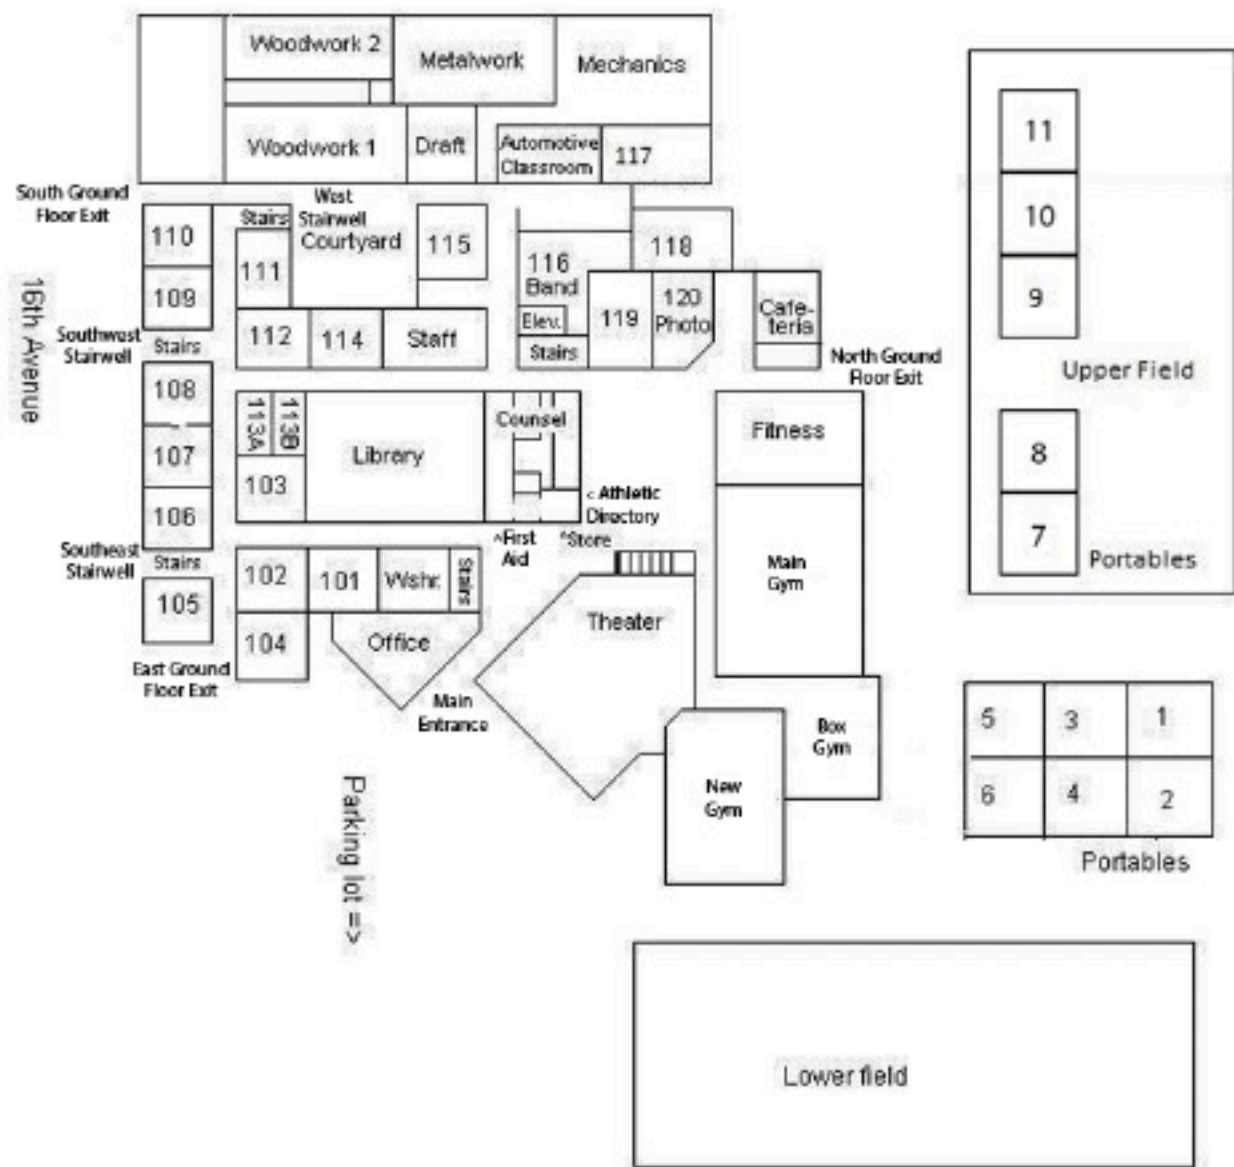 Woodwork 2
Metalwork
Mechanics
Woodwork 1
Draft
Automotive
Classroom
117
South Ground
Floor Exit
West
Stairwell
Courtyard
Stairs
110
111
109
115
116
Band
118
Elev.
119
120
Photo
Cafe-
teria
16th Avenue
Southwest
Stairwell
Stairs
112
114
Staff
Stairs
North Ground
Floor Exit
108
107
106
113A
113B
103
Library
Counsel
Fitness
< Athletic
Directory
^First
Aid
^Store
Southeast
Stairwell
Stairs
105
102
101
Wshr.
Stairs
104
Office
East Ground
Floor Exit
Main
Entrance
Theater
Main
Gym
Box
Gym
New
Gym
Parking lot =>
11
10
9
Upper Field
8
7
Portables
5
3
1
6
4
2
Portables
Lower field